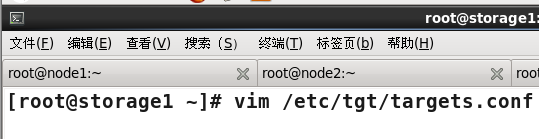 root@storage1:
文件(F) 编辑(E) 查看(V) 搜索 (S) 终端(T) 标签页(b) 帮助(H)
root@node1:~ root@node2:~ root
[root@storage1 ~]# vim /etc/tgt/targets.conf